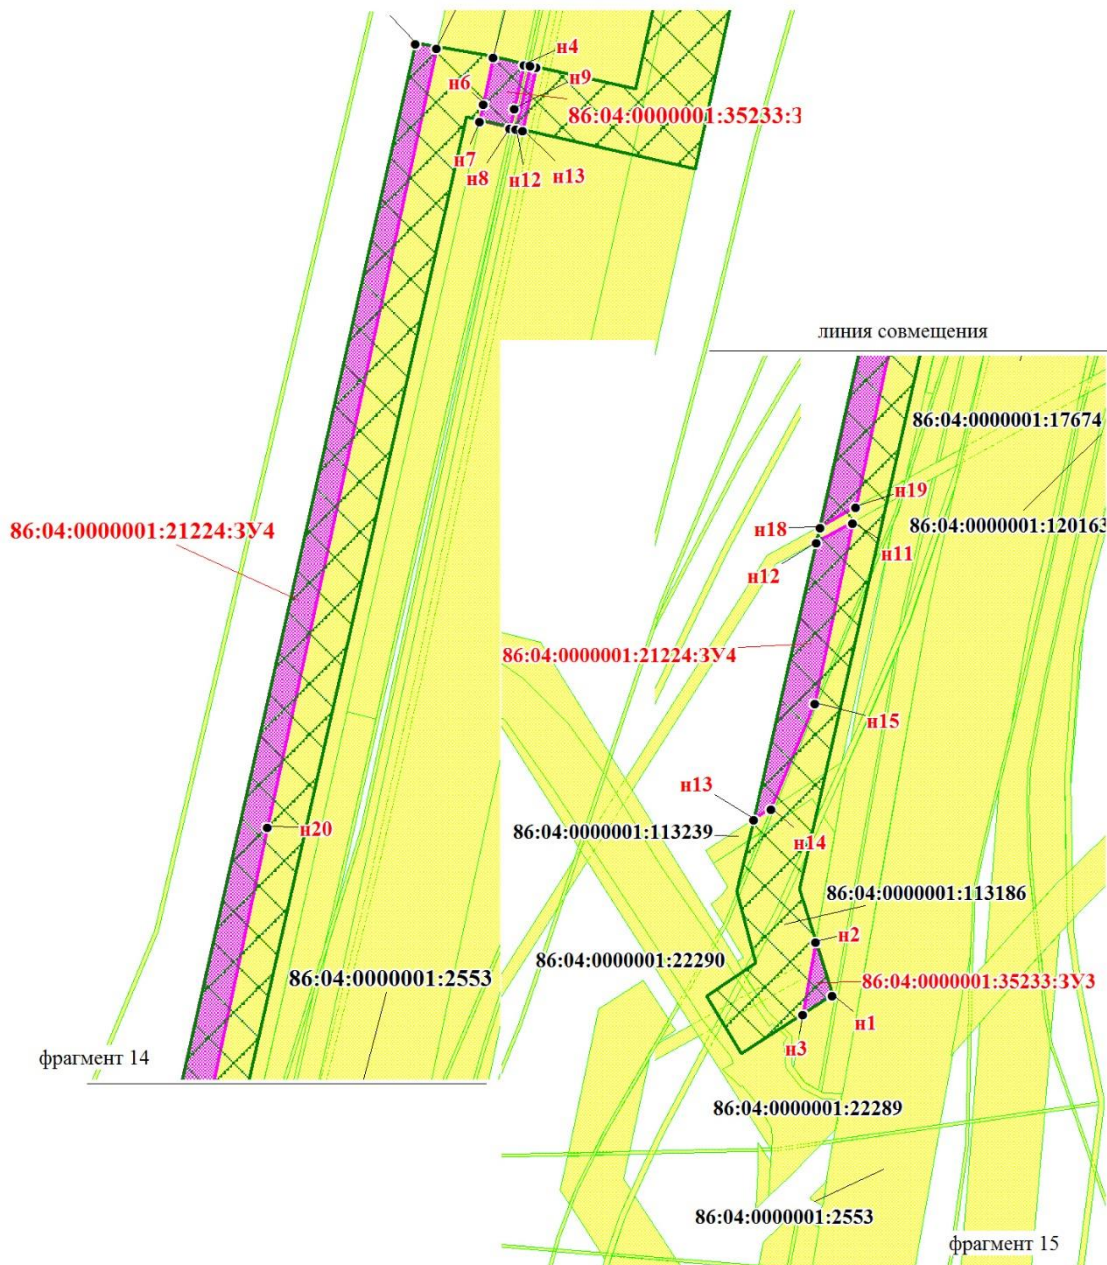 н4
н9
н6
86:04:0000001:35233:З
н7
н8
н12
н13
линия совмещения
86:04:0000001:17674
н19
86:04:0000001:120163
н18
86:04:0000001:21224:ЗУ4
н11
н12
86:04:0000001:21224:ЗУ4
н15
н13
н20
86:04:0000001:113239
н14
86:04:0000001:113186
н2
86:04:0000001:22290
86:04:0000001:2553
86:04:0000001:35233:ЗУ3
н1
н3
фрагмент 14
86:04:0000001:22289
86:04:0000001:2553
фрагмент 15